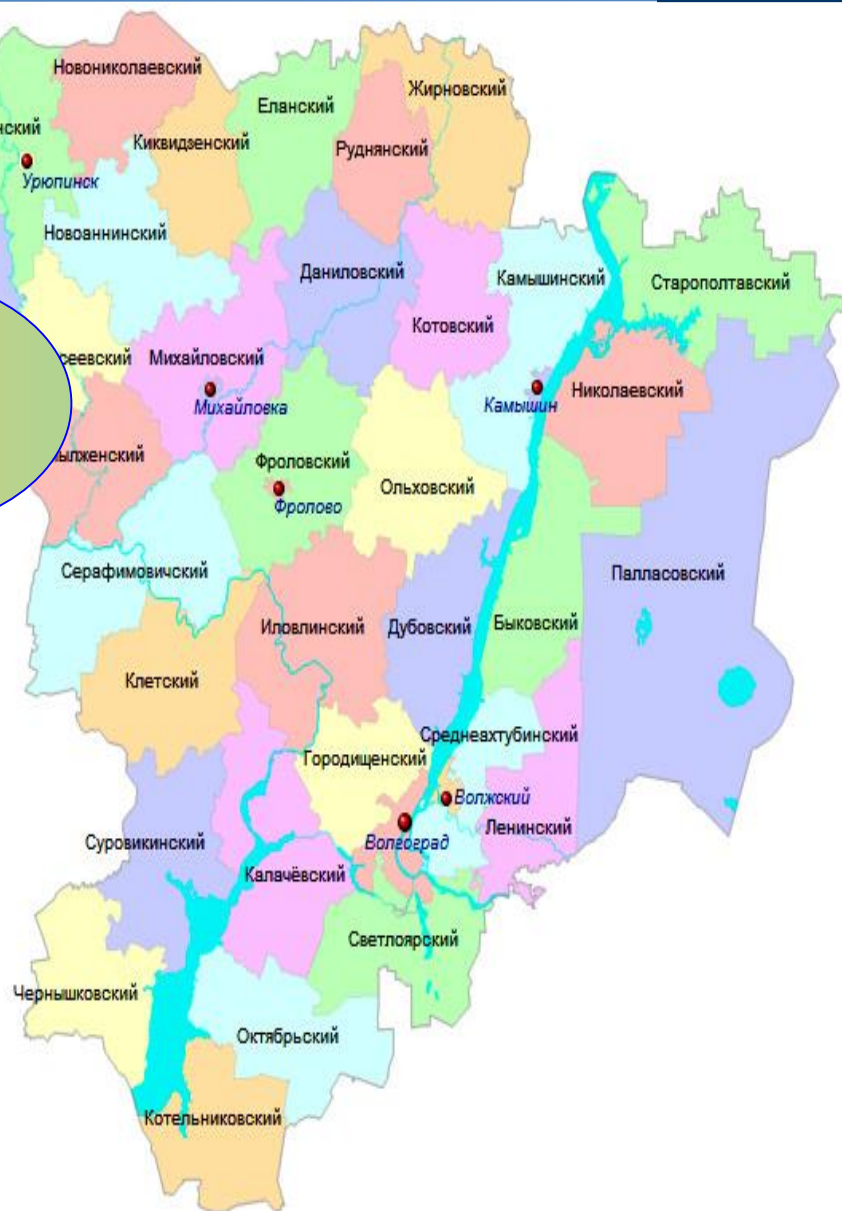 Новониколаевский
Жирновский
Еланский
нский
Киквидзенский
Руднянский
Урюпинск
Новоаннинский
Даниловский
Камышинский
Старополтавский
Котовский
сеевский
Михайловский
Николаевский
Михайловка
Камышин
ылженский
Фроловский
Ольховский
Фролово
Серафимовичский
Палласовский
Иловлинский
Дубовский
Быковский
Клетский
Среднеахтубинский
Городищенский
Волжский
Ленинский
Волгоград
Суровикинский
Калачёвский
Светлоярский
Чернышковский
Октябрьский
Котельниковский